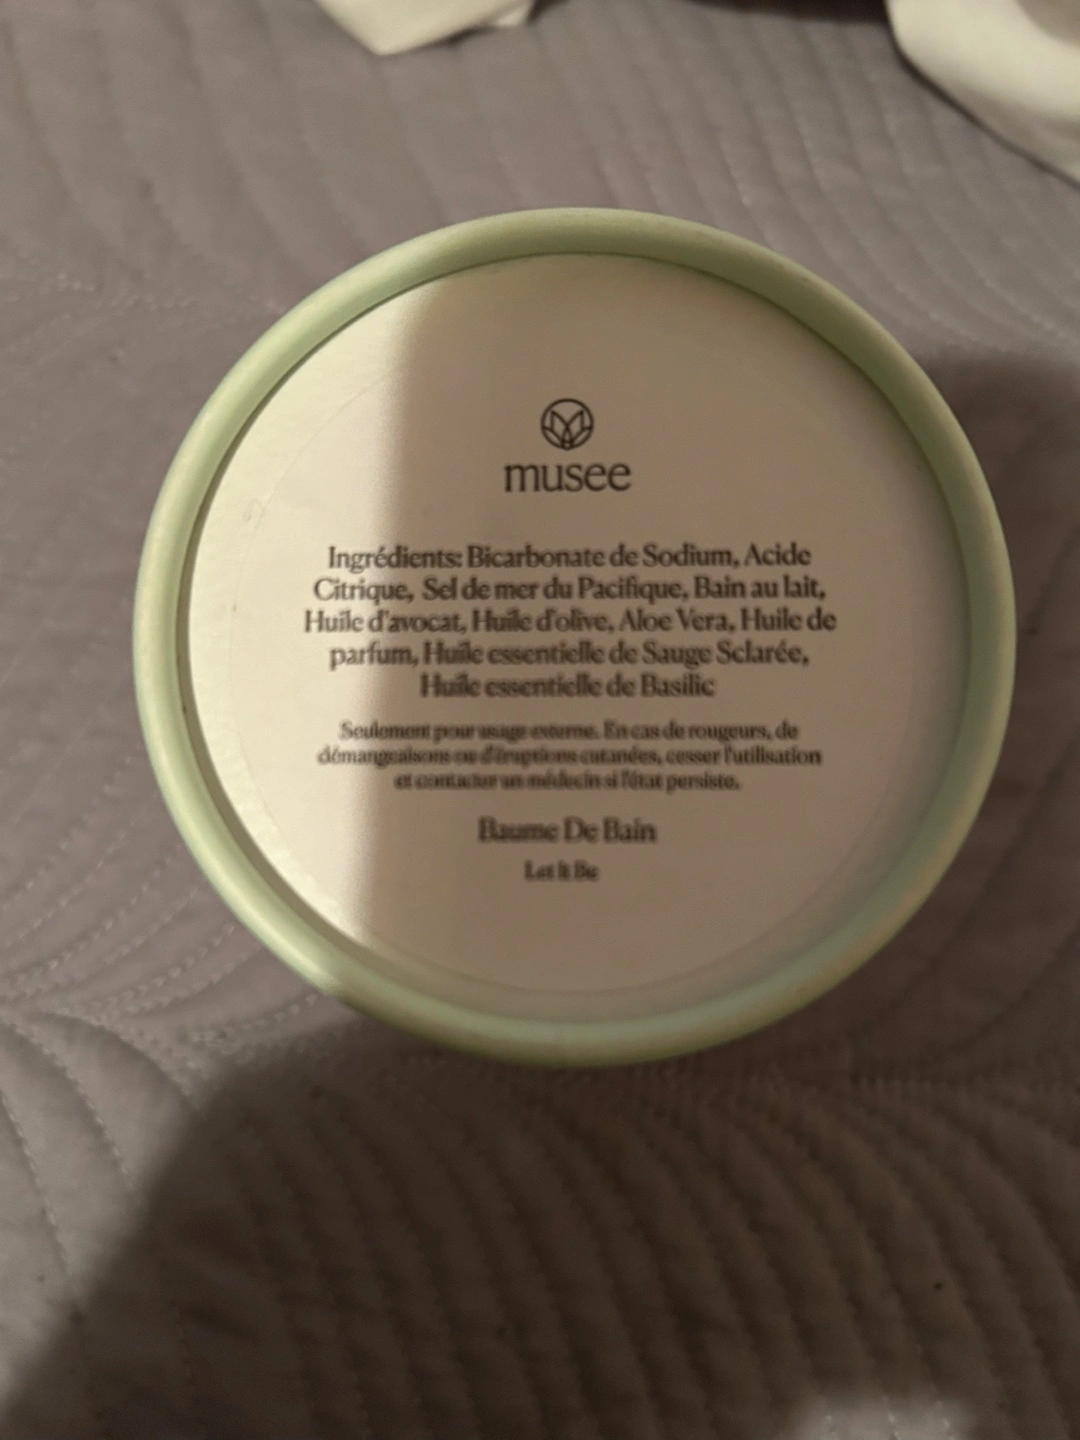 musee
Ingrédients: Bicarbonate de Sodium, Acide
Citrique, Sel de mer du Pacifique, Bain au lait,
Huile d'avocat, Huile d'olive, Aloe Vera, Huile de
parfum, Huile essentielle de Sauge Sclarée,
Huile essentielle de Basilic
Seulement pour usage externe. En cas de rougeurs, de
démangeaisons ou d'éruptions cutanées, cesser l'utilisation
et contacter un médecin si l'état persiste.
Baume De Bain
Let It Be